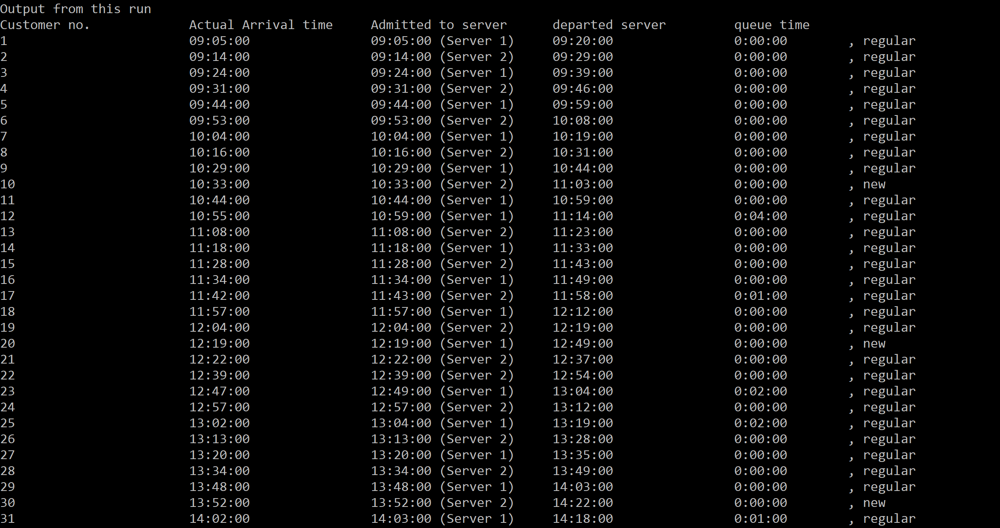 Output from this run
Customer no. Actual Arrival time Admitted to server departed server queue time
1 09:05:00 09:05:00 (Server 1) 09:20:00 0:00:00 , regular
2 09:14:00 09:14:00 (Server 2) 09:29:00 0:00:00 , regular
3 09:24:00 09:24:00 (Server 1) 09:39:00 0:00:00 , regular
4 09:31:00 09:31:00 (Server 2) 09:46:00 0:00:00 , regular
5 09:44:00 09:44:00 (Server 1) 09:59:00 0:00:00 , regular
6 09:53:00 09:53:00 (Server 2) 10:08:00 0:00:00 , regular
7 10:04:00 10:04:00 (Server 1) 10:19:00 0:00:00 , regular
8 10:16:00 10:16:00 (Server 2) 10:31:00 0:00:00 , regular
9 10:29:00 10:29:00 (Server 1) 10:44:00 0:00:00 , regular
10 10:33:00 10:33:00 (Server 2) 11:03:00 0:00:00 , new
11 10:44:00 10:44:00 (Server 1) 10:59:00 0:00:00 , regular
12 10:55:00 10:59:00 (Server 1) 11:14:00 0:04:00 , regular
13 11:08:00 11:08:00 (Server 2) 11:23:00 0:00:00 , regular
14 11:18:00 11:18:00 (Server 1) 11:33:00 0:00:00 , regular
15 11:28:00 11:28:00 (Server 2) 11:43:00 0:00:00 , regular
16 11:34:00 11:34:00 (Server 1) 11:49:00 0:00:00 , regular
17 11:42:00 11:43:00 (Server 2) 11:58:00 0:01:00 , regular
18 11:57:00 11:57:00 (Server 1) 12:12:00 0:00:00 , regular
19 12:04:00 12:04:00 (Server 2) 12:19:00 0:00:00 , regular
20 12:19:00 12:19:00 (Server 1) 12:49:00 0:00:00 , new
21 12:22:00 12:22:00 (Server 2) 12:37:00 0:00:00 , regular
22 12:39:00 12:39:00 (Server 2) 12:54:00 0:00:00 , regular
23 12:47:00 12:49:00 (Server 1) 13:04:00 0:02:00 , regular
24 12:57:00 12:57:00 (Server 2) 13:12:00 0:00:00 , regular
25 13:02:00 13:04:00 (Server 1) 13:19:00 0:02:00 , regular
26 13:13:00 13:13:00 (Server 2) 13:28:00 0:00:00 , regular
27 13:20:00 13:20:00 (Server 1) 13:35:00 0:00:00 , regular
28 13:34:00 13:34:00 (Server 2) 13:49:00 0:00:00 , regular
29 13:48:00 13:48:00 (Server 1) 14:03:00 0:00:00 , regular
30 13:52:00 13:52:00 (Server 2) 14:22:00 0:00:00 , new
31 14:02:00 14:03:00 (Server 1) 14:18:00 0:01:00 , regular